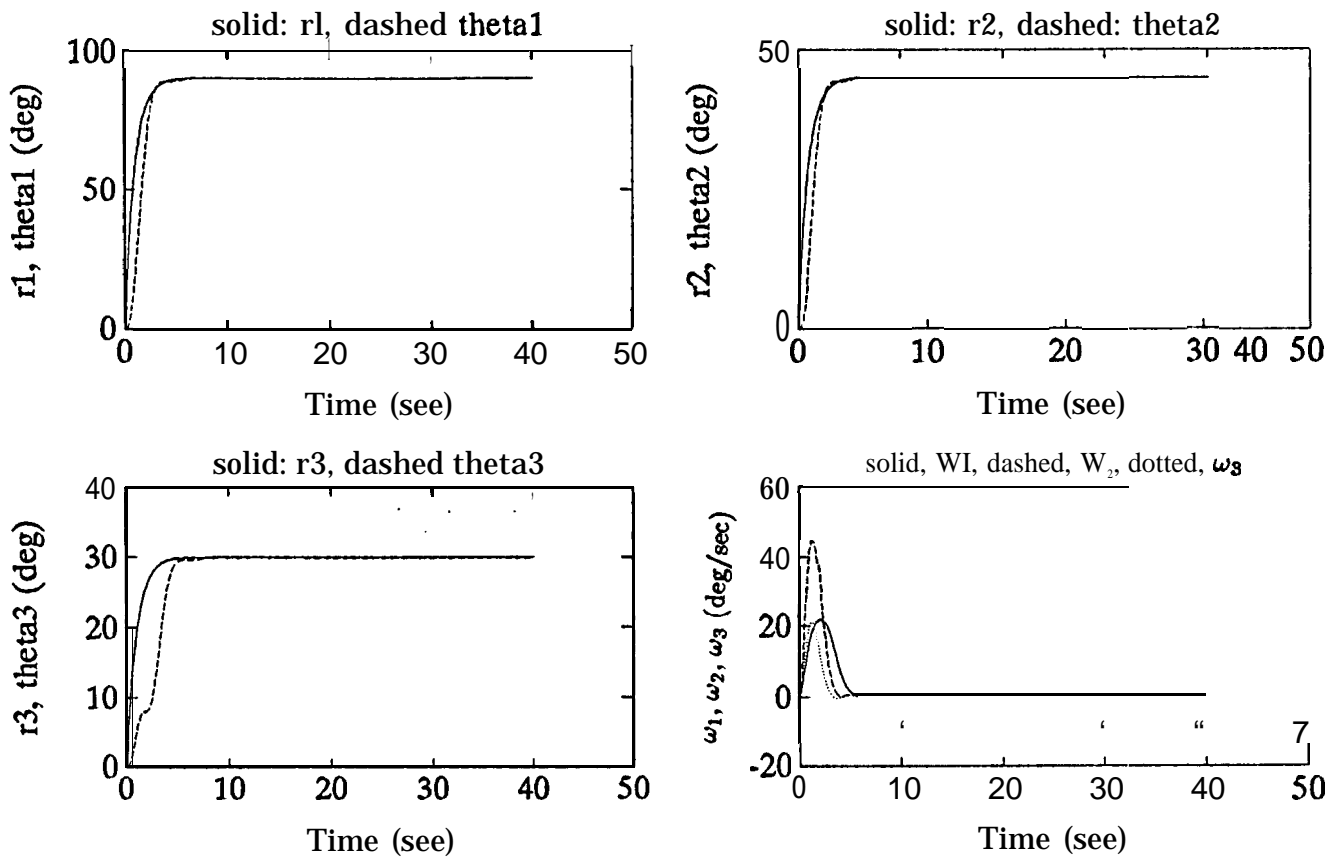 solid: rl, dashed theta1
100
50
0
r1, theta1 (deg)
0 10 20 30 40 50
Time (see)
solid: r2, dashed: theta2
50
0
r2, theta2 (deg)
0 10 20 30 40 50
Time (see)
solid: r3, dashed theta3
40
30
20
10
0
r3, theta3 (deg)
0 10 20 30 40 50
Time (see)
solid, WI, dashed, W₂, dotted, ω₃
60
40
20
0
-20
ω₁, ω₂, ω₃ (deg/sec)
‘ ‘ “ 7
0 10 20 30 40 50
Time (see)